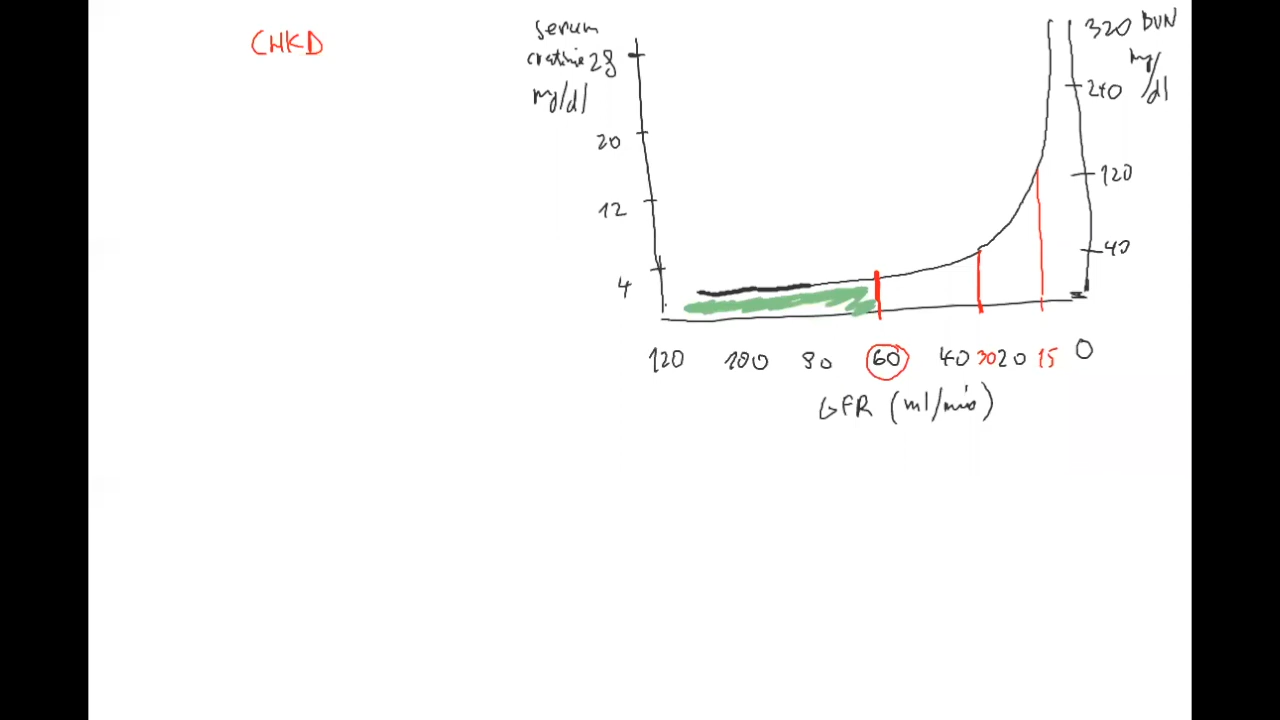 CHKD
serum
cratinie 28
mg/dl
20
12
4
320 BUN
mg/dl
240
120
40
120 100 80 60 40 30 20 15 0
GFR (ml/min)